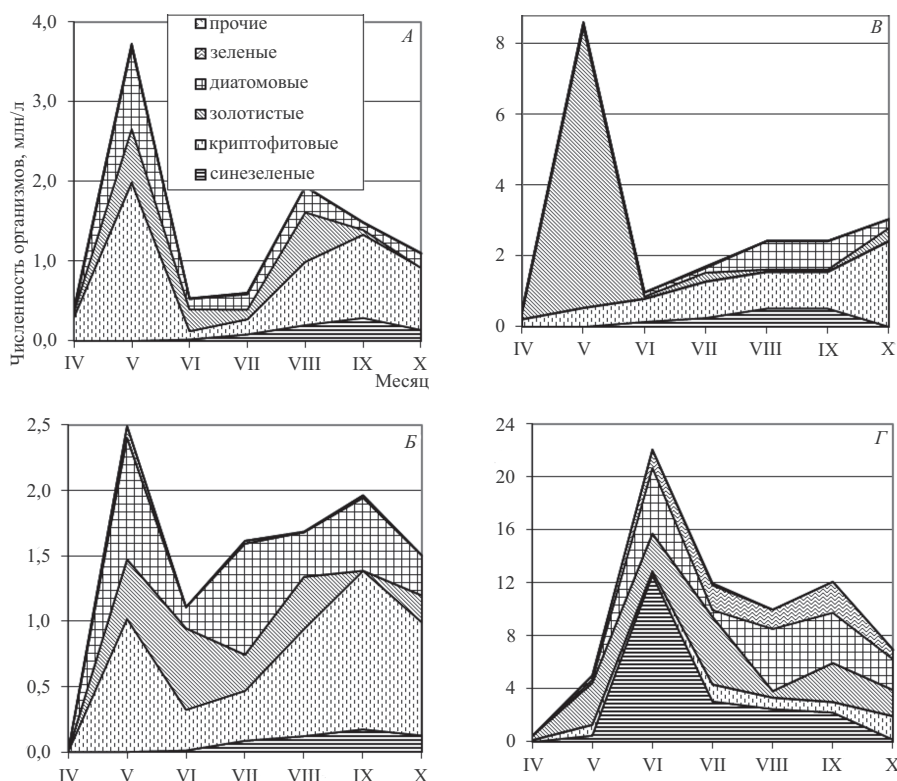 Численность организмов, млн/л
4,0
3,0
2,0
1,0
0,0
А
прочие
зеленые
диатомовые
золотистые
криптофитовые
синезеленые
IV V VI VII VIII IX X
Месяц
8
6
4
2
0
В
IV V VI VII VIII IX X
2,5
2,0
1,5
1,0
0,5
0,0
Б
IV V VI VII VIII IX X
24
20
16
12
8
4
0
Г
IV V VI VII VIII IX X